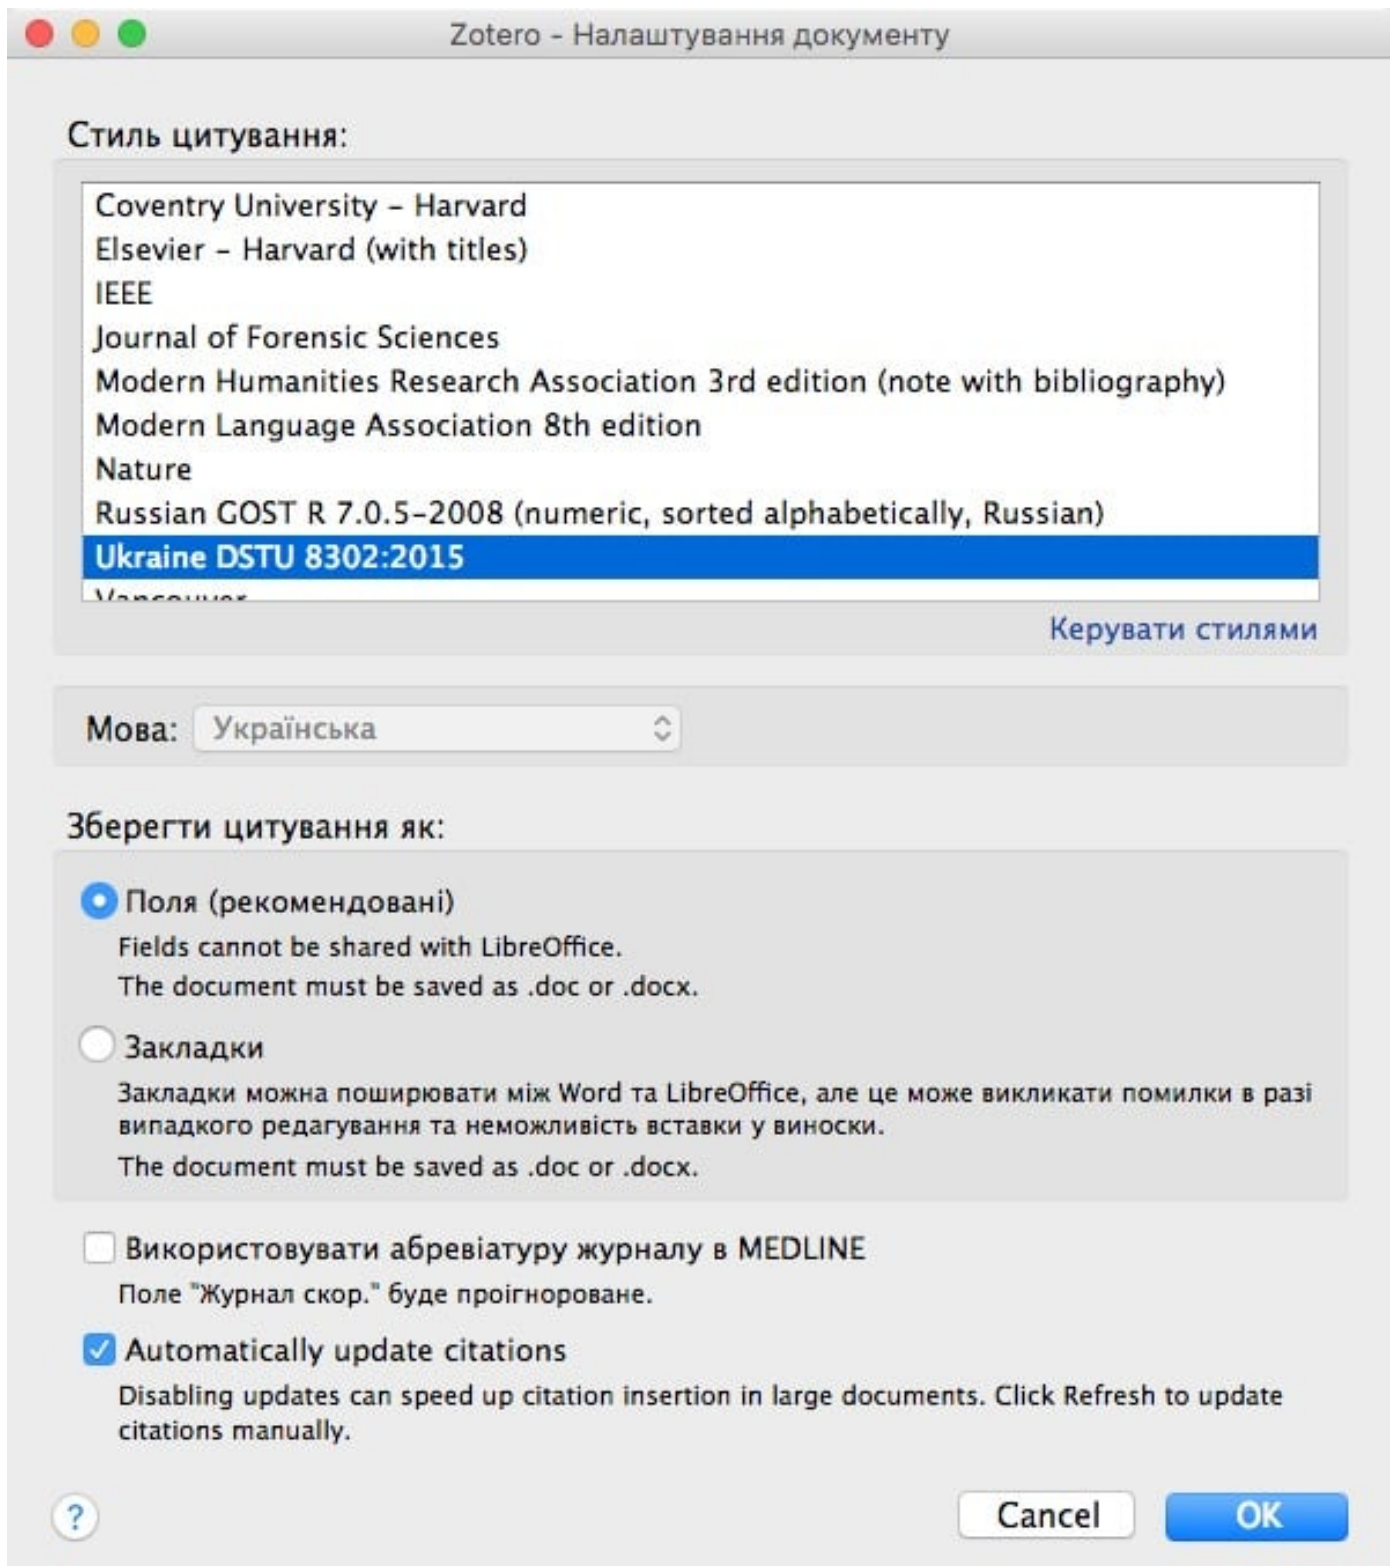 Zotero - Налаштування документу
Стиль цитування:
Coventry University – Harvard
Elsevier – Harvard (with titles)
IEEE
Journal of Forensic Sciences
Modern Humanities Research Association 3rd edition (note with bibliography)
Modern Language Association 8th edition
Nature
Russian GOST R 7.0.5–2008 (numeric, sorted alphabetically, Russian)
Ukraine DSTU 8302:2015
Vancouver
Керувати стилями
Мова: Українська
Зберегти цитування як:
Поля (рекомендовані)
Fields cannot be shared with LibreOffice.
The document must be saved as .doc or .docx.
Закладки
Закладки можна поширювати між Word та LibreOffice, але це може викликати помилки в разі
випадкого редагування та неможливість вставки у виноски.
The document must be saved as .doc or .docx.
Використовувати абревіатуру журналу в MEDLINE
Поле "Журнал скор." буде проігнороване.
Automatically update citations
Disabling updates can speed up citation insertion in large documents. Click Refresh to update
citations manually.
?
Cancel
OK